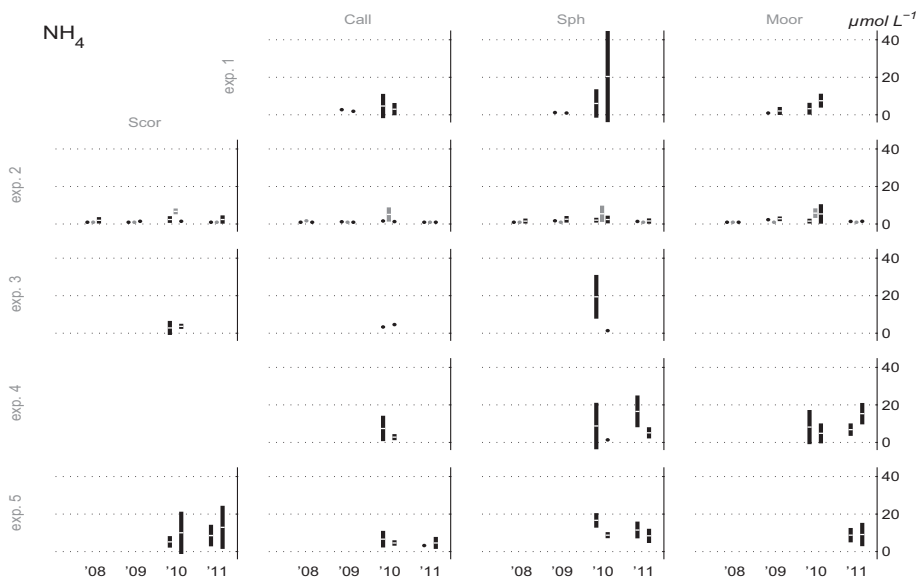 Call Sph Moor µmol L⁻¹
NH₄
exp. 1
40
20
0
Scor
exp. 2
40
20
0
exp. 3
40
20
0
exp. 4
40
20
0
exp. 5
40
20
0
'08 '09 '10 '11 '08 '09 '10 '11 '08 '09 '10 '11 '08 '09 '10 '11